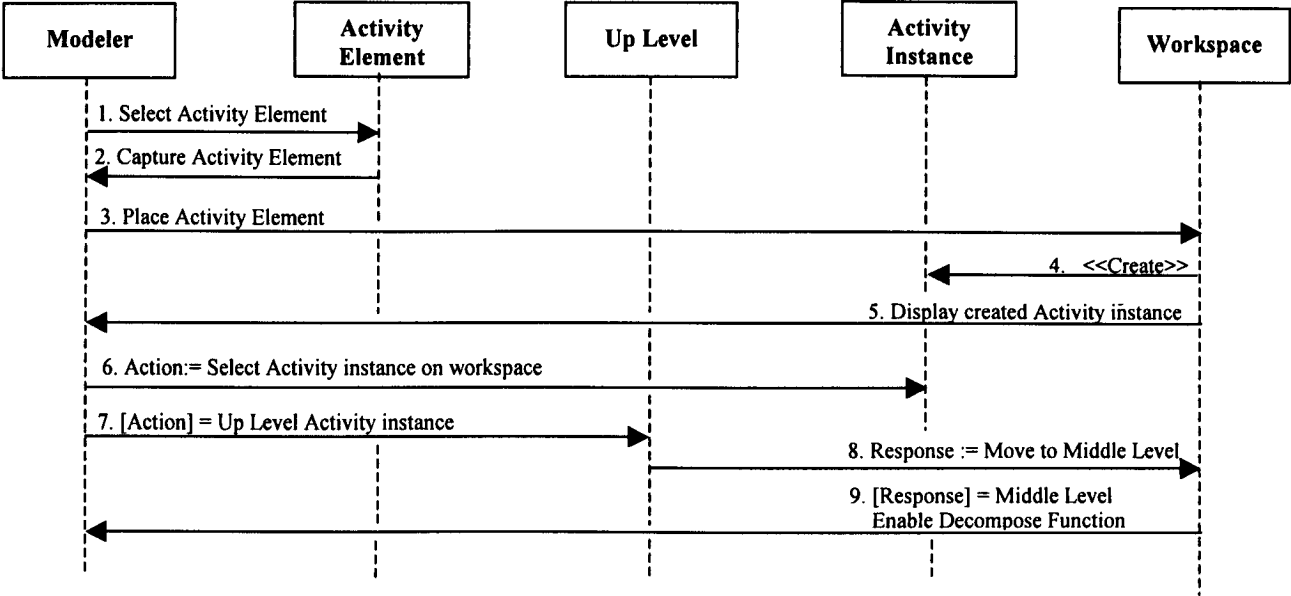 Modeler
Activity
Element
Up Level
Activity
Instance
Workspace
1. Select Activity Element
2. Capture Activity Element
3. Place Activity Element
4. <<Create>>
5. Display created Activity instance
6. Action:= Select Activity instance on workspace
7. [Action] = Up Level Activity instance
8. Response := Move to Middle Level
9. [Response] = Middle Level
Enable Decompose Function